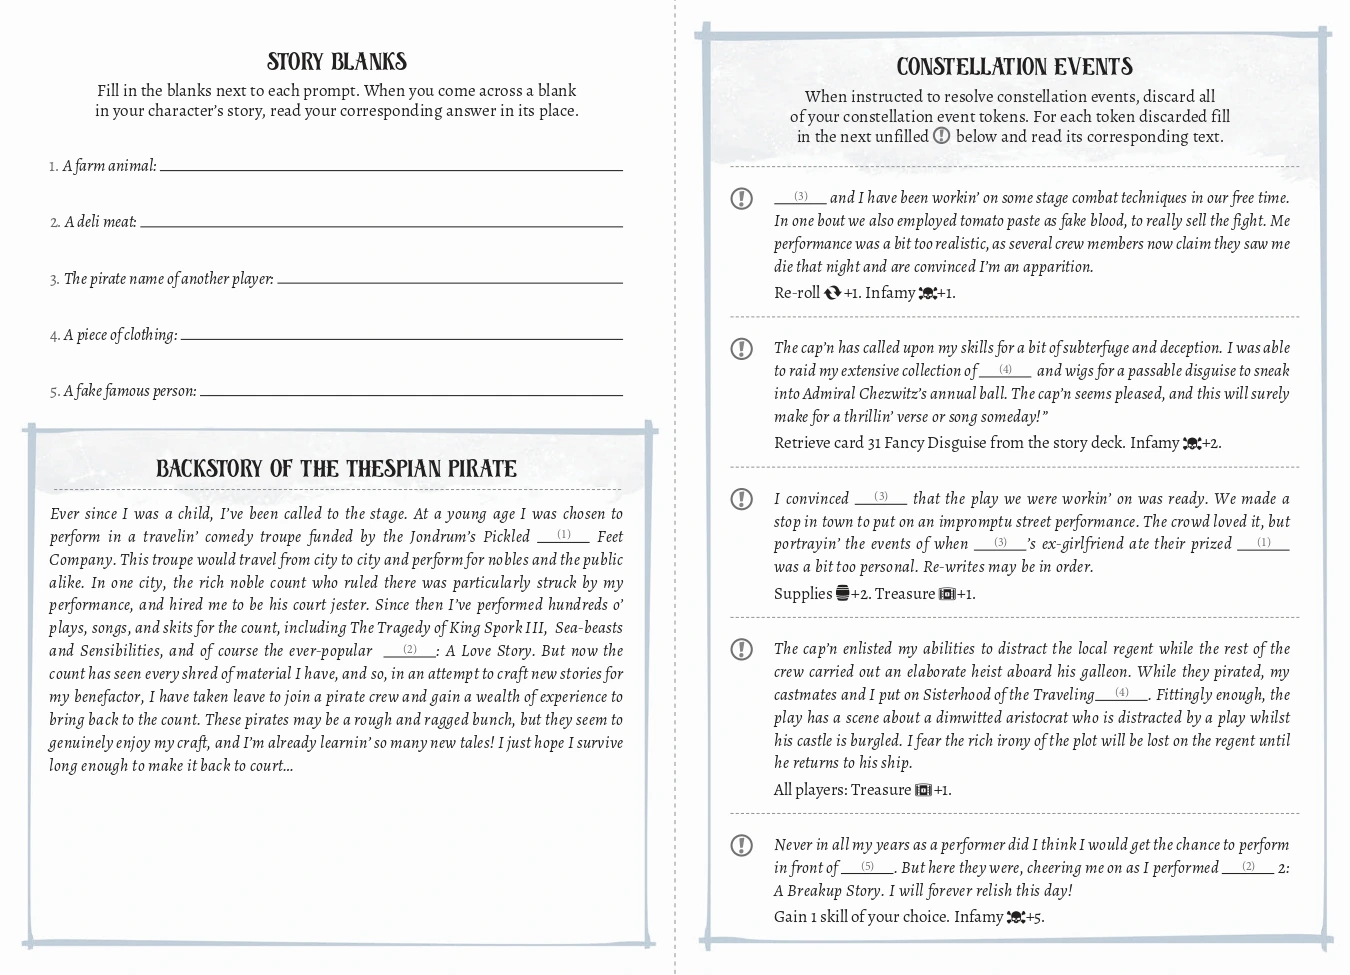 STORY BLANKS
Fill in the blanks next to each prompt. When you come across a blank
in your character's story, read your corresponding answer in its place.
1. A farm animal:
2. A deli meat:
3. The pirate name of another player:
4. A piece of clothing:
5. A fake famous person:
BACKSTORY OF THE THESPIAN PIRATE
Ever since I was a child, I've been called to the stage. At a young age I was chosen to
perform in a travelin' comedy troupe funded by the Jondrum's Pickled (1) Feet
Company. This troupe would travel from city to city and perform for nobles and the public
alike. In one city, the rich noble count who ruled there was particularly struck by my
performance, and hired me to be his court jester. Since then I've performed hundreds o'
plays, songs, and skits for the count, including The Tragedy of King Spork III, Sea-beasts
and Sensibilities, and of course the ever-popular (2): A Love Story. But now the
count has seen every shred of material I have, and so, in an attempt to craft new stories for
my benefactor, I have taken leave to join a pirate crew and gain a wealth of experience to
bring back to the count. These pirates may be a rough and ragged bunch, but they seem to
genuinely enjoy my craft, and I'm already learnin' so many new tales! I just hope I survive
long enough to make it back to court...
CONSTELLATION EVENTS
When instructed to resolve constellation events, discard all
of your constellation event tokens. For each token discarded fill
in the next unfilled ! below and read its corresponding text.
! (3) and I have been workin' on some stage combat techniques in our free time.
In one bout we also employed tomato paste as fake blood, to really sell the fight. Me
performance was a bit too realistic, as several crew members now claim they saw me
die that night and are convinced I'm an apparition.
Re-roll +1. Infamy +1.
! The cap'n has called upon my skills for a bit of subterfuge and deception. I was able
to raid my extensive collection of (4) and wigs for a passable disguise to sneak
into Admiral Chezwitz's annual ball. The cap'n seems pleased, and this will surely
make for a thrillin' verse or song someday!"
Retrieve card 31 Fancy Disguise from the story deck. Infamy +2.
! I convinced (3) that the play we were workin' on was ready. We made a
stop in town to put on an impromptu street performance. The crowd loved it, but
portrayin' the events of when (3)'s ex-girlfriend ate their prized (1)
was a bit too personal. Re-writes may be in order.
Supplies +2. Treasure +1.
! The cap'n enlisted my abilities to distract the local regent while the rest of the
crew carried out an elaborate heist aboard his galleon. While they pirated, my
castmates and I put on Sisterhood of the Traveling (4). Fittingly enough, the
play has a scene about a dimwitted aristocrat who is distracted by a play whilst
his castle is burgled. I fear the rich irony of the plot will be lost on the regent until
he returns to his ship.
All players: Treasure +1.
! Never in all my years as a performer did I think I would get the chance to perform
in front of (5). But here they were, cheering me on as I performed (2) 2:
A Breakup Story. I will forever relish this day!
Gain 1 skill of your choice. Infamy +5.